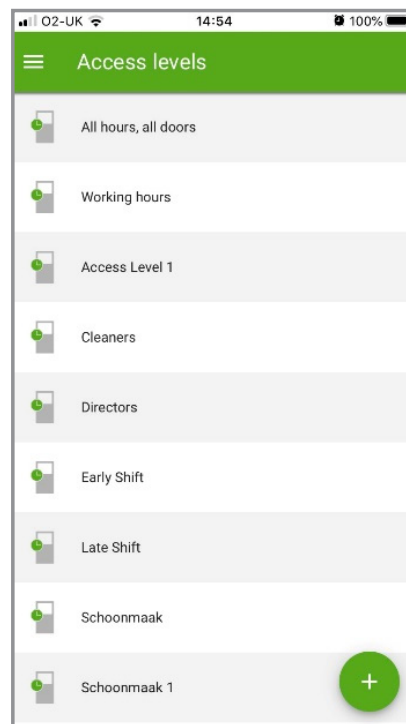 O2-UK 14:54 100%
Access levels
All hours, all doors
Working hours
Access Level 1
Cleaners
Directors
Early Shift
Late Shift
Schoonmaak
Schoonmaak 1
+